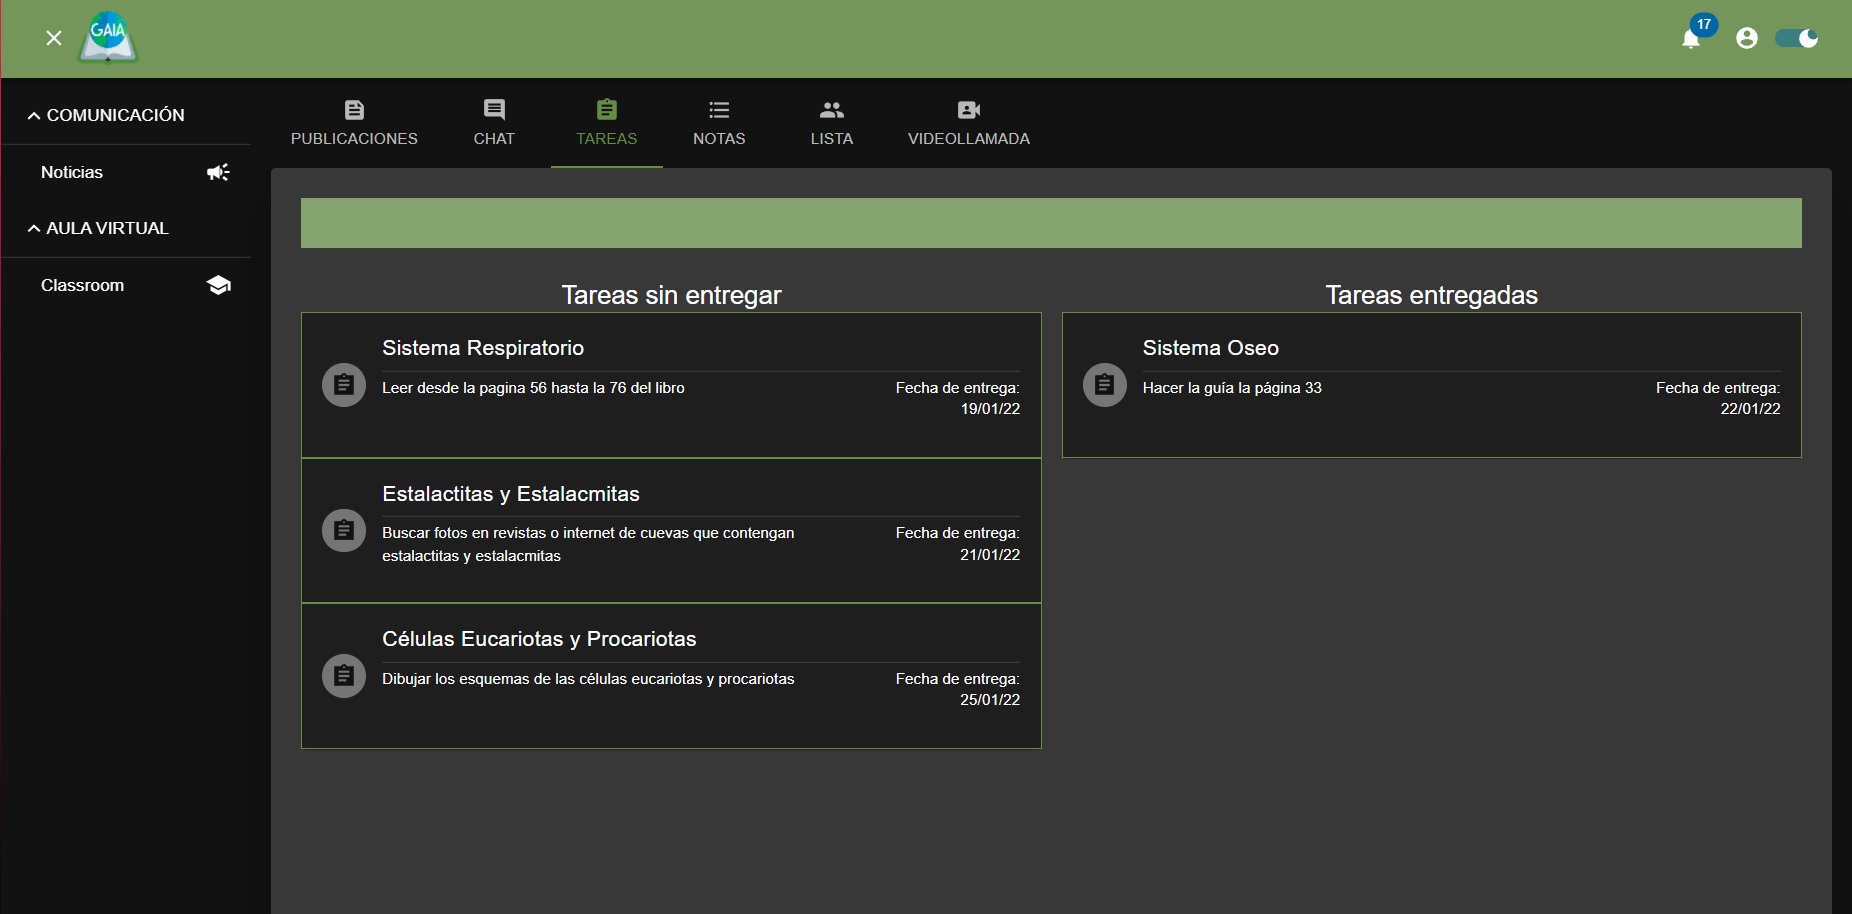 GAIA
17
COMUNICACIÓN
Noticias
AULA VIRTUAL
Classroom
PUBLICACIONES
CHAT
TAREAS
NOTAS
LISTA
VIDEOLLAMADA
Tareas sin entregar
Sistema Respiratorio
Leer desde la pagina 56 hasta la 76 del libro
Fecha de entrega:
19/01/22
Estalactitas y Estalacmitas
Buscar fotos en revistas o internet de cuevas que contengan
estalactitas y estalacmitas
Fecha de entrega:
21/01/22
Células Eucariotas y Procariotas
Dibujar los esquemas de las células eucariotas y procariotas
Fecha de entrega:
25/01/22
Tareas entregadas
Sistema Oseo
Hacer la guía la página 33
Fecha de entrega:
22/01/22